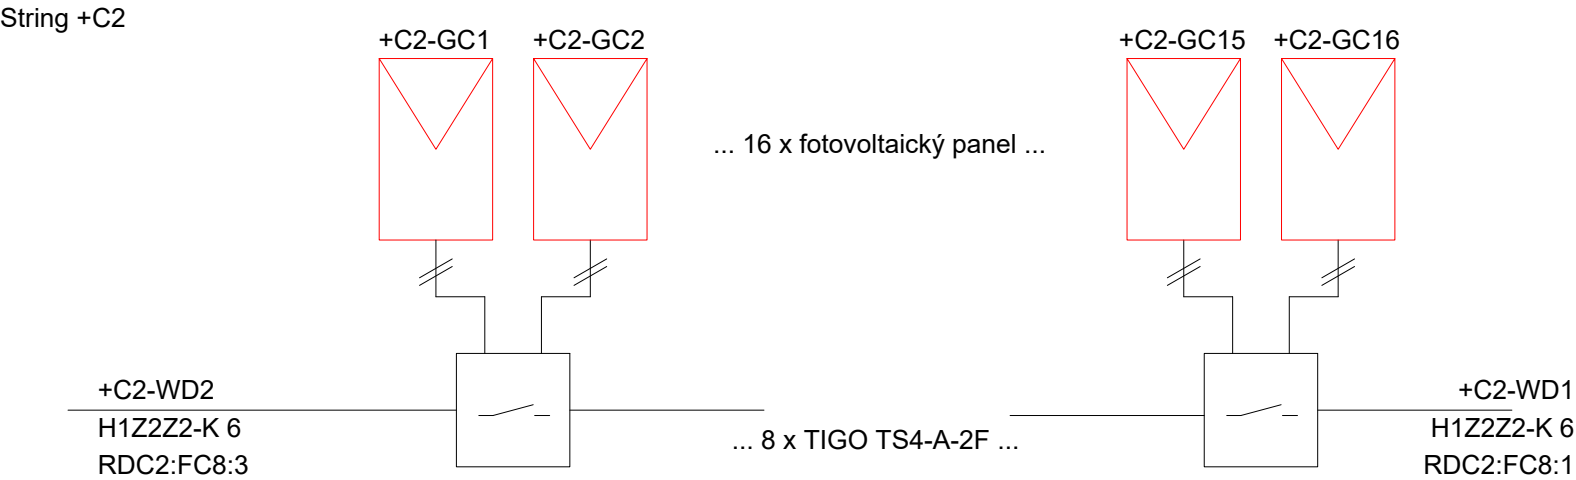 String +C2
+C2-GC1
+C2-GC2
+C2-GC15
+C2-GC16
... 16 x fotovoltaický panel ...
+C2-WD2
H1Z2Z2-K 6
RDC2:FC8:3
... 8 x TIGO TS4-A-2F ...
+C2-WD1
H1Z2Z2-K 6
RDC2:FC8:1